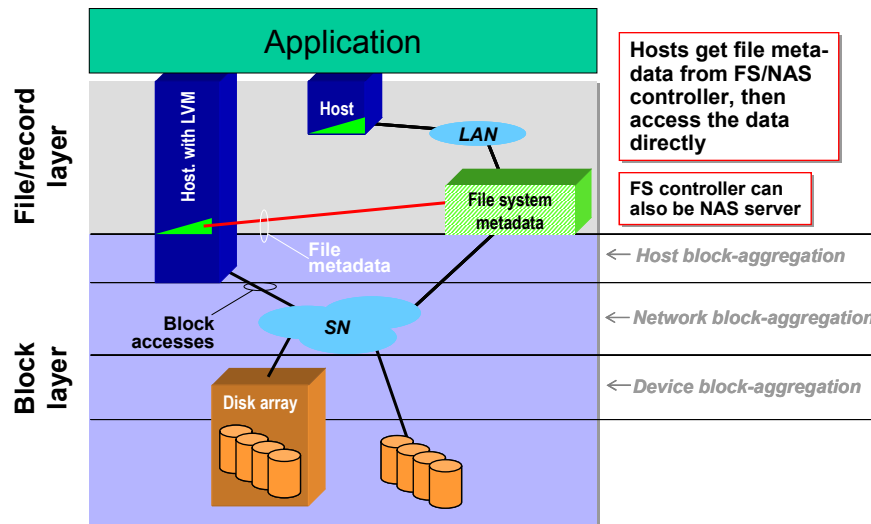 Application
Hosts get file meta-
data from FS/NAS
controller, then
access the data
directly
File/record
layer
Host. with LVM
Host
LAN
File system
metadata
FS controller can
also be NAS server
File
metadata
Host block-aggregation
Block
accesses
SN
Network block-aggregation
Block
layer
Device block-aggregation
Disk array